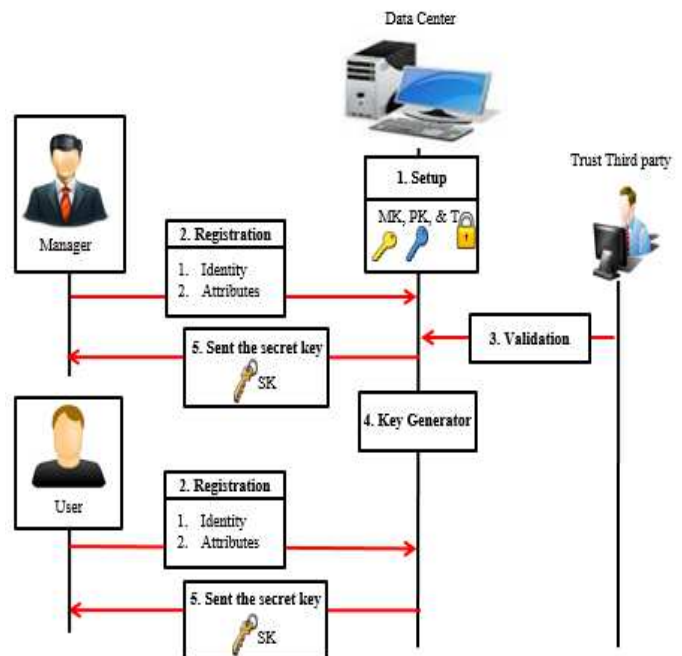 Data Center
Trust Third party
Manager
1. Setup
MK, PK, & T
2. Registration
1. Identity
2. Attributes
3. Validation
5. Sent the secret key
SK
4. Key Generator
User
2. Registration
1. Identity
2. Attributes
5. Sent the secret key
SK